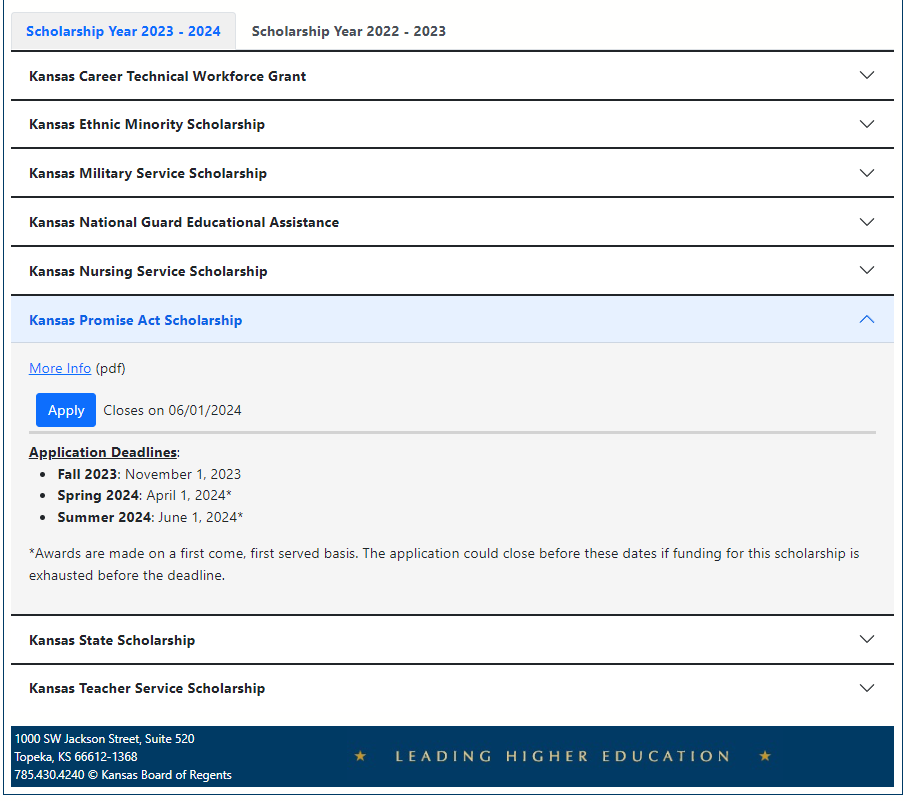 Scholarship Year 2023 - 2024 Scholarship Year 2022 - 2023
Kansas Career Technical Workforce Grant
Kansas Ethnic Minority Scholarship
Kansas Military Service Scholarship
Kansas National Guard Educational Assistance
Kansas Nursing Service Scholarship
Kansas Promise Act Scholarship
More Info (pdf)
Apply Closes on 06/01/2024
Application Deadlines:
• Fall 2023: November 1, 2023
• Spring 2024: April 1, 2024*
• Summer 2024: June 1, 2024*
*Awards are made on a first come, first served basis. The application could close before these dates if funding for this scholarship is
exhausted before the deadline.
Kansas State Scholarship
Kansas Teacher Service Scholarship
1000 SW Jackson Street, Suite 520
Topeka, KS 66612-1368
785.430.4240 © Kansas Board of Regents
★ LEADING HIGHER EDUCATION ★